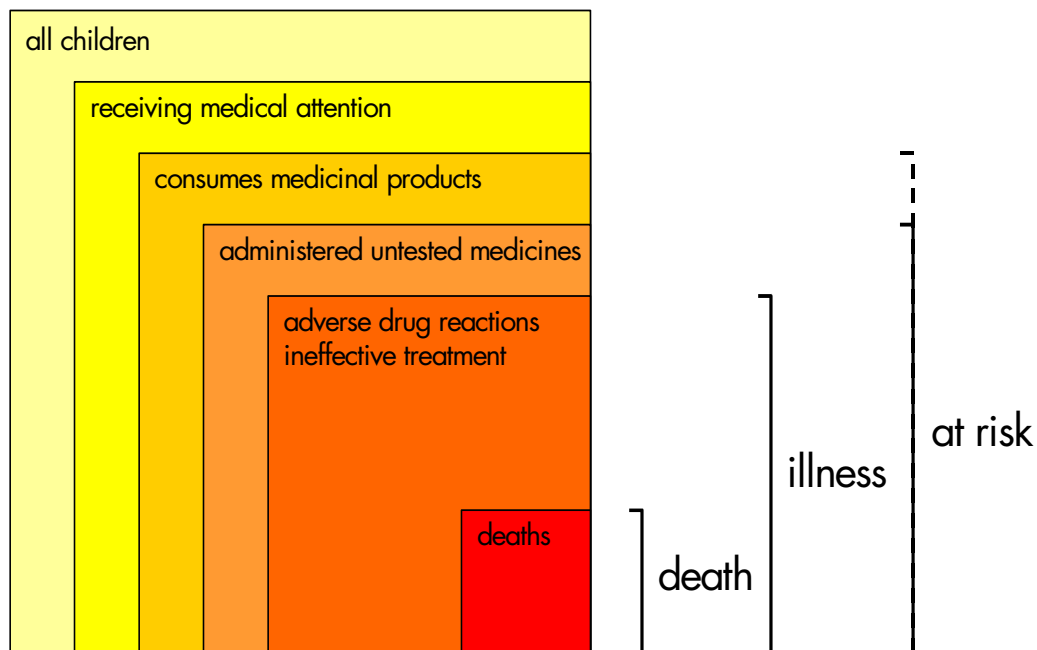 all children
receiving medical attention
consumes medicinal products
administered untested medicines
adverse drug reactions
ineffective treatment
at risk
illness
deaths
death